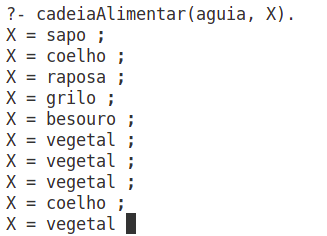 ?- cadeiaAlimentar(aguia, X).
X = sapo ;
X = coelho ;
X = raposa ;
X = grilo ;
X = besouro ;
X = vegetal ;
X = vegetal ;
X = vegetal ;
X = coelho ;
X = vegetal